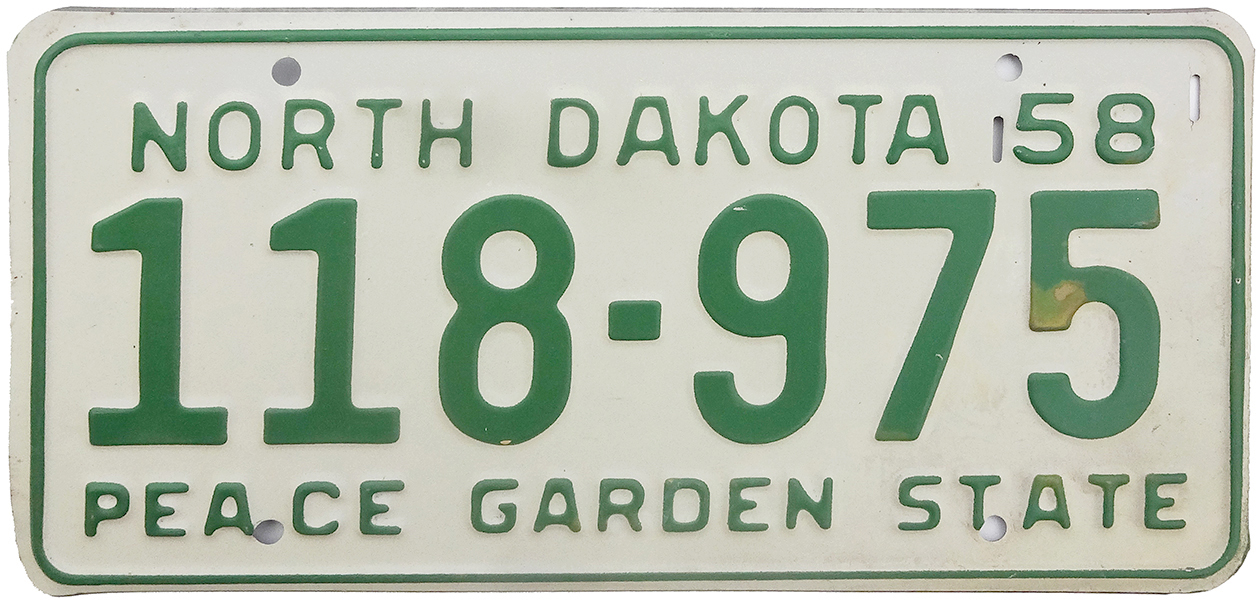 NORTH DAKOTA 58
118-975
PEACE GARDEN STATE